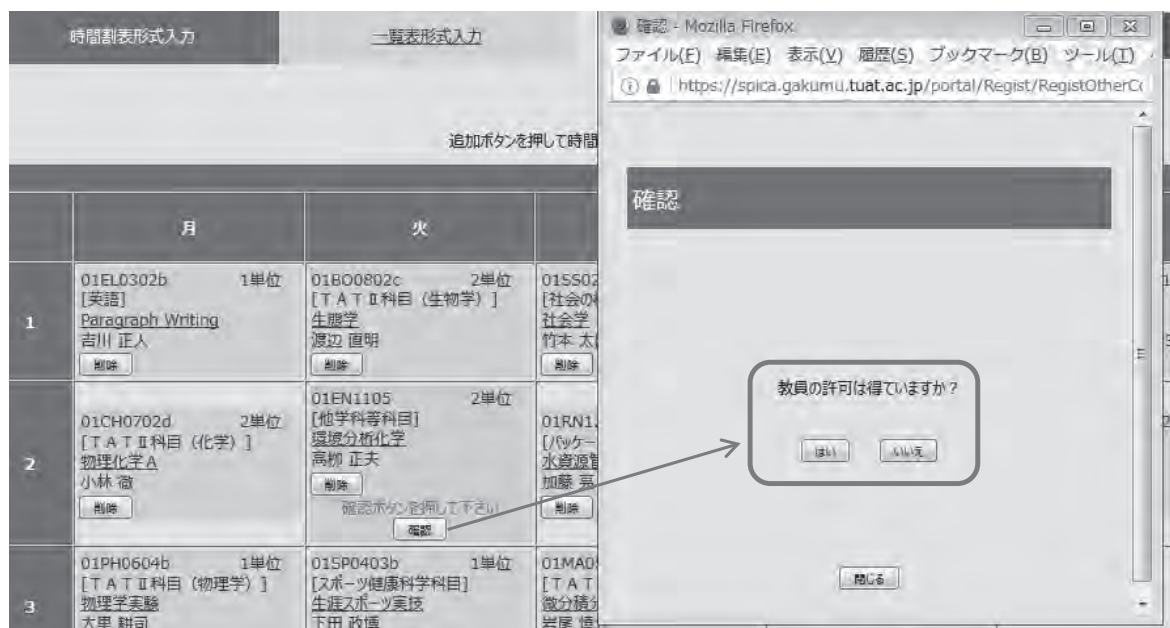 時間割表形式入力
一覧表形式入力
追加ボタンを押して時間
月
火
1
01EL0302b 1単位
[英語]
Paragraph Writing
吉川 正人
削除
01BO0802c 2単位
[ＴＡＴⅡ科目（生物学）]
生態学
渡辺 直明
削除
01SS02
[社会の
社会学
竹本 太
削除
2
01CH0702d 2単位
[ＴＡＴⅡ科目（化学）]
物理化学Ａ
小林 徹
削除
01EN1105 2単位
[他学科等科目]
環境分析化学
高柳 正夫
削除
確認ボタンを押して下さい
確認
01RN1
[パッケー
水資源
加藤 亮
削除
3
01PH0604b 1単位
[ＴＡＴⅡ科目（物理学）]
物理学実験
大里 耕司
01SP0403b 1単位
[スポーツ健康科学科目]
生涯スポーツ実技
下田 政博
01MA0
[ＴＡＴ
微分積分
岩尾
確認 - Mozilla Firefox
ファイル(F) 編集(E) 表示(V) 履歴(S) ブックマーク(B) ツール(T)
https://spica.gakumu.tuat.ac.jp/portal/Regist/RegistOtherC
確認
教員の許可は得ていますか？
はい いいえ
閉じる